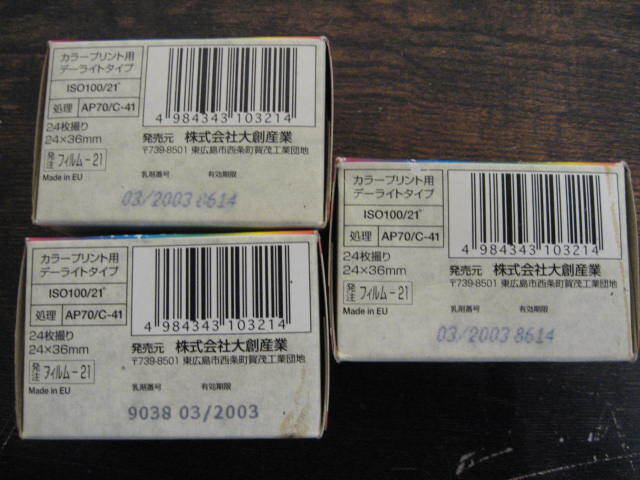 カラープリント用
デーライトタイプ
ISO100/21°
処理 AP70/C-41
24枚撮り
24×36mm
発注 フィルム-21
Made in EU
4 984343 103214
発売元 株式会社大創産業
〒739-8501 東広島市西条町賀茂工業団地
乳剤番号 有効期限
03/2003 8614
カラープリント用
デーライトタイプ
ISO100/21°
処理 AP70/C-41
24枚撮り
24×36mm
発注 フィルム-21
Made in EU
4 984343 103214
発売元 株式会社大創産業
〒739-8501 東広島市西条町賀茂工業団地
乳剤番号 有効期限
9038 03/2003
カラープリント用
デーライトタイプ
ISO100/21°
処理 AP70/C-41
24枚撮り
24×36mm
発注 フィルム-21
Made in EU
4 984343 103214
発売元 株式会社大創産業
〒739-8501 東広島市西条町賀茂工業団地
乳剤番号 有効期限
03/2003 8614